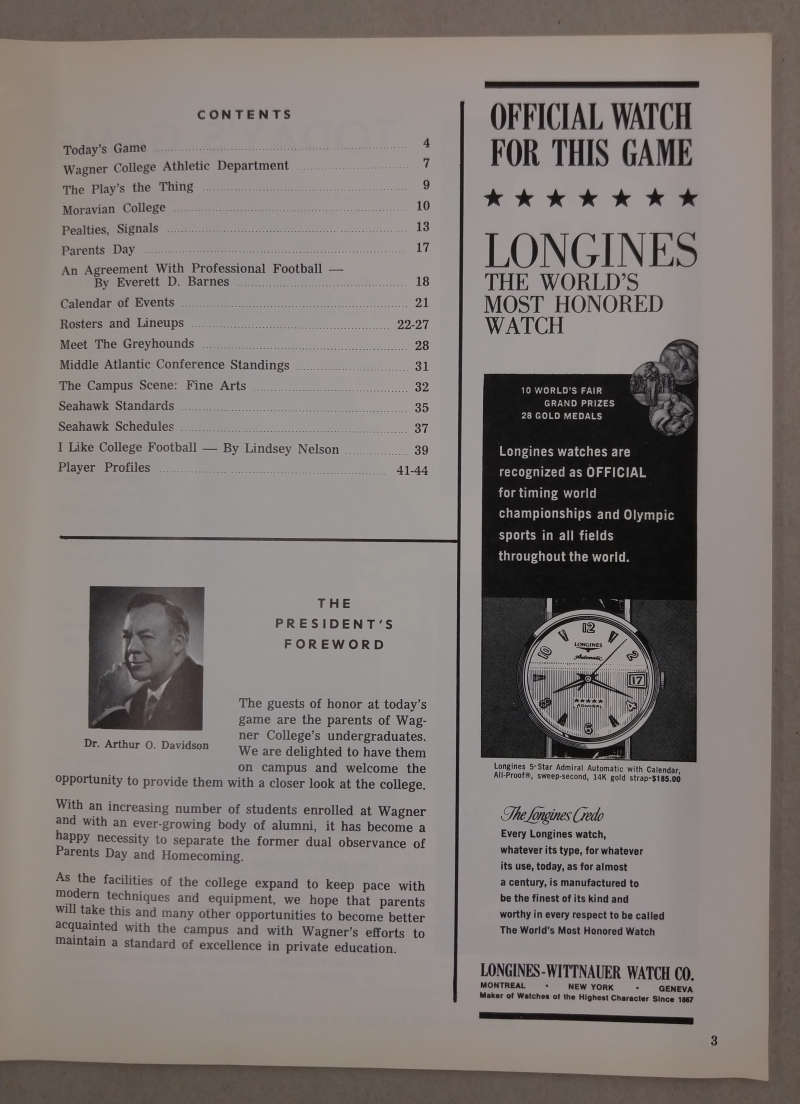 CONTENTS
Today's Game 4
Wagner College Athletic Department 7
The Play's the Thing 9
Moravian College 10
Pealties, Signals 13
Parents Day 17
An Agreement With Professional Football —
By Everett D. Barnes 18
Calendar of Events 21
Rosters and Lineups 22-27
Meet The Greyhounds 28
Middle Atlantic Conference Standings 31
The Campus Scene: Fine Arts 32
Seahawk Standards 35
Seahawk Schedules 37
I Like College Football — By Lindsey Nelson 39
Player Profiles 41-44
THE
PRESIDENT'S
FOREWORD
Dr. Arthur O. Davidson
The guests of honor at today's
game are the parents of Wag-
ner College's undergraduates.
We are delighted to have them
on campus and welcome the
opportunity to provide them with a closer look at the college.
With an increasing number of students enrolled at Wagner
and with an ever-growing body of alumni, it has become a
happy necessity to separate the former dual observance of
Parents Day and Homecoming.
As the facilities of the college expand to keep pace with
modern techniques and equipment, we hope that parents
will take this and many other opportunities to become better
acquainted with the campus and with Wagner's efforts to
maintain a standard of excellence in private education.
OFFICIAL WATCH
FOR THIS GAME
LONGINES
THE WORLD'S
MOST HONORED
WATCH
10 WORLD'S FAIR
GRAND PRIZES
28 GOLD MEDALS
Longines watches are
recognized as OFFICIAL
for timing world
championships and Olympic
sports in all fields
throughout the world.
12
LONGINES
Automatic
10
2
17
8
4
6
ADMIRAL
Longines 5-Star Admiral Automatic with Calendar,
All-Proof®, sweep-second, 14K gold strap-$185.00
The Longines Credo
Every Longines watch,
whatever its type, for whatever
its use, today, as for almost
a century, is manufactured to
be the finest of its kind and
worthy in every respect to be called
The World's Most Honored Watch
LONGINES-WITTNAUER WATCH CO.
MONTREAL • NEW YORK • GENEVA
Maker of Watches of the Highest Character Since 1867
3